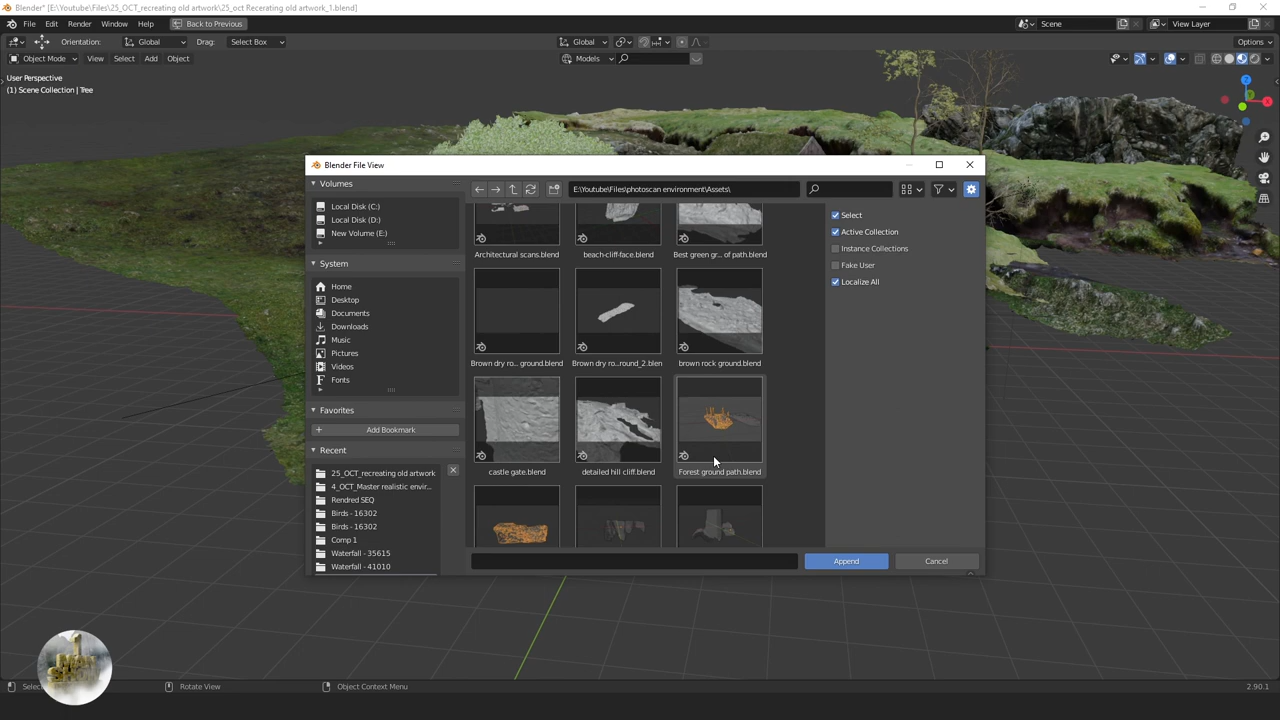 Blender* [E:\Youtube\Files\25_OCT_recreating old artwork\25_oct Recerating old artwork_1.blend]
File Edit Render Window Help Back to Previous Scene View Layer
Orientation: Global Drag: Select Box Global Options
Object Mode View Select Add Object Models
User Perspective
(1) Scene Collection | Tree
Z
X
Y
Blender File View
Volumes
Local Disk (C:)
Local Disk (D:)
New Volume (E:)
System
Home
Desktop
Documents
Downloads
Music
Pictures
Videos
Fonts
Favorites
Add Bookmark
Recent
25_OCT_recreating old artwork
4_OCT_Master realistic envir...
Rendred SEQ
Birds - 16302
Birds - 16302
Comp 1
Waterfall - 35615
Waterfall - 41010
E:\Youtube\Files\photoscan environment\Assets\
Architectural scans.blend beach-cliff-face.blend Best green gr... of path.blend
Brown dry ro... ground.blend Brown dry ro...round_2.blen brown rock ground.blend
castle gate.blend detailed hill cliff.blend Forest ground path.blend
Select
Active Collection
Instance Collections
Fake User
Localize All
Append Cancel
1 MAN SHOW
Select Rotate View Object Context Menu 2.90.1